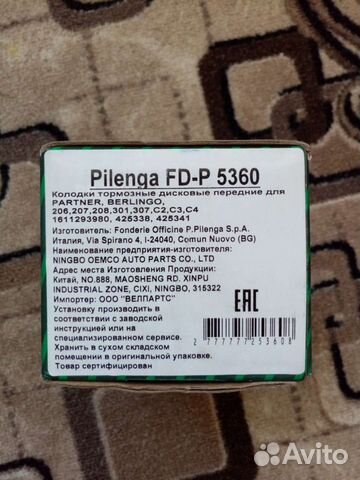 Pilenga FD-P 5360
Колодки тормозные дисковые передние для
PARTNER, BERLINGO,
206,207,208,301,307,C2,C3,C4
1611293980, 425338, 425341
Изготовитель: Fonderie Officine P.Pilenga S.p.A.
Италия, Via Spirano 4, I-24040, Comun Nuovo (BG)
Наименование предприятия-изготовителя:
NINGBO OEMCO AUTO PARTS CO., LTD
Адрес места Изготовления Продукции:
Китай, NO.888, MAOSHENG RD. XINPU
INDUSTRIAL ZONE, CIXI, NINGBO, 315322
Импортер: ООО "ВЕЛПАРТС"
Установку производить в
соответствии с заводской
инструкцией или на
специализированном сервисе.
Хранить в сухом складском
помещении в оригинальной упаковке.
Товар сертифицирован
EAC
2 777777 253608
Avito